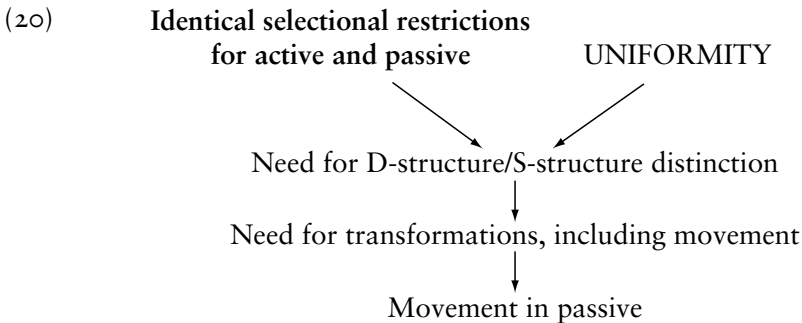 (20) Identical selectional restrictions
for active and passive UNIFORMITY
Need for D-structure/S-structure distinction
Need for transformations, including movement
Movement in passive